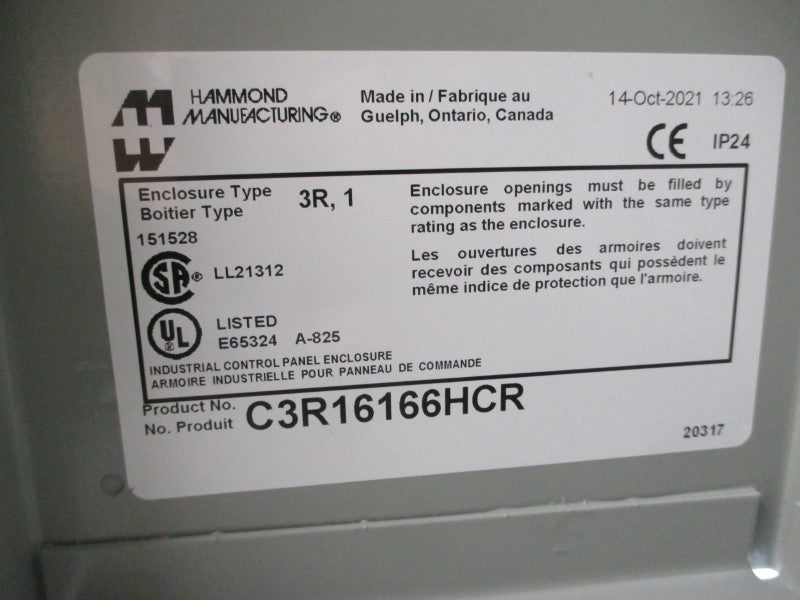 HAMMOND
MANUFACTURING®
Made in / Fabrique au
Guelph, Ontario, Canada
14-Oct-2021 13:26
CE IP24
Enclosure Type
Boitier Type
3R, 1
151528
SA ® LL21312
UL ®
LISTED
E65324 A-825
Enclosure openings must be filled by
components marked with the same type
rating as the enclosure.
Les ouvertures des armoires doivent
recevoir des composants qui possèdent le
même indice de protection que l'armoire.
INDUSTRIAL CONTROL PANEL ENCLOSURE
ARMOIRE INDUSTRIELLE POUR PANNEAU DE COMMANDE
Product No.
No. Produit
C3R16166HCR
20317